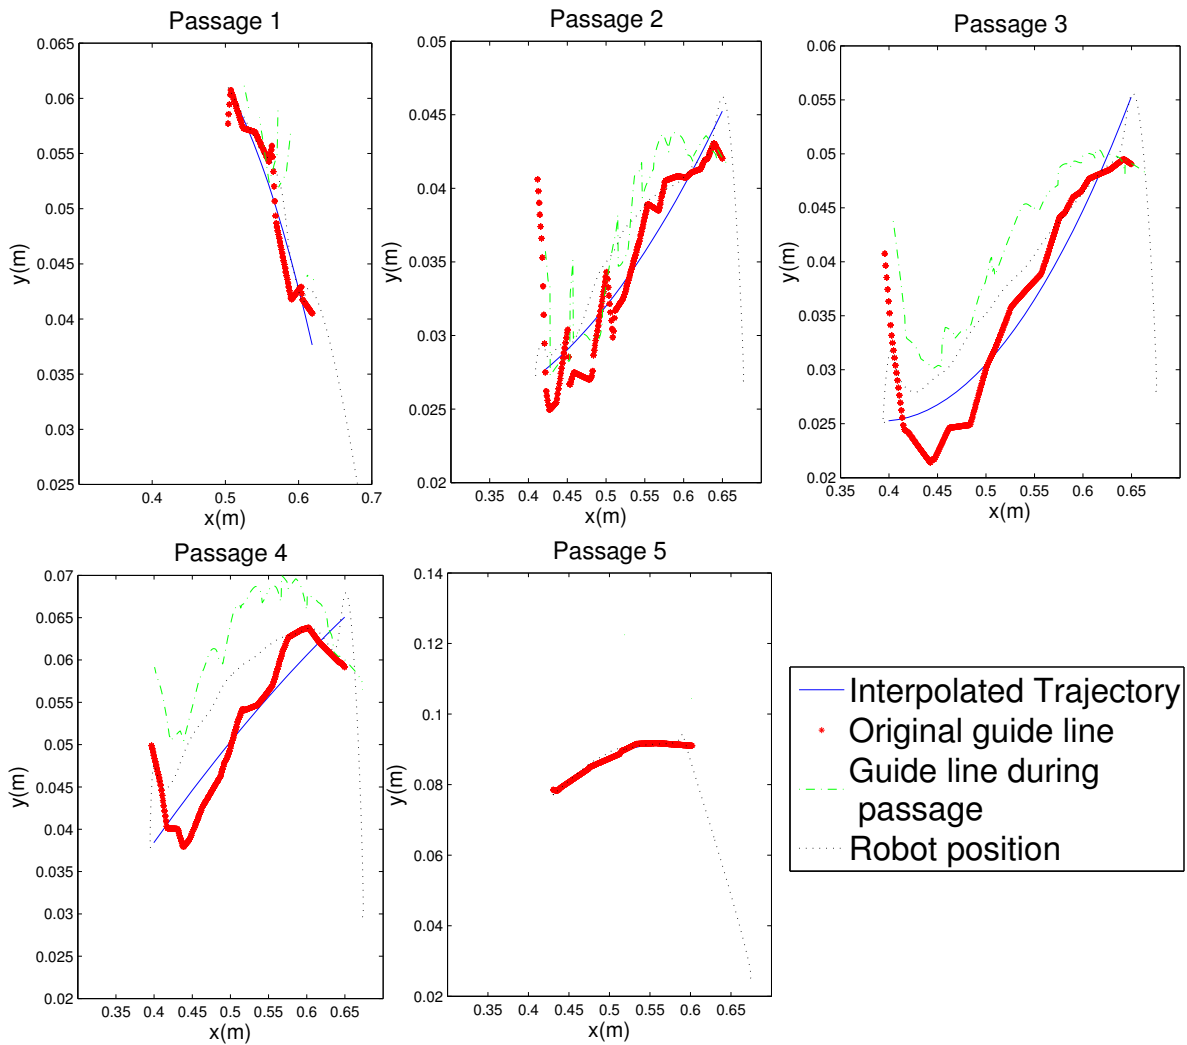 Passage 1
0.065
0.06
0.055
0.05
0.045
0.04
0.035
0.03
0.025
y(m)
0.4 0.5 0.6 0.7
x(m)
Passage 2
0.05
0.045
0.04
0.035
0.03
0.025
0.02
y(m)
0.35 0.4 0.45 0.5 0.55 0.6 0.65
x(m)
Passage 3
0.06
0.055
0.05
0.045
0.04
0.035
0.03
0.025
0.02
y(m)
0.35 0.4 0.45 0.5 0.55 0.6 0.65
x(m)
Passage 4
0.07
0.065
0.06
0.055
0.05
0.045
0.04
0.035
0.03
0.025
0.02
y(m)
0.35 0.4 0.45 0.5 0.55 0.6 0.65
x(m)
Passage 5
0.14
0.12
0.1
0.08
0.06
0.04
0.02
y(m)
0.35 0.4 0.45 0.5 0.55 0.6 0.65
x(m)
Interpolated Trajectory
Original guide line
Guide line during
passage
Robot position